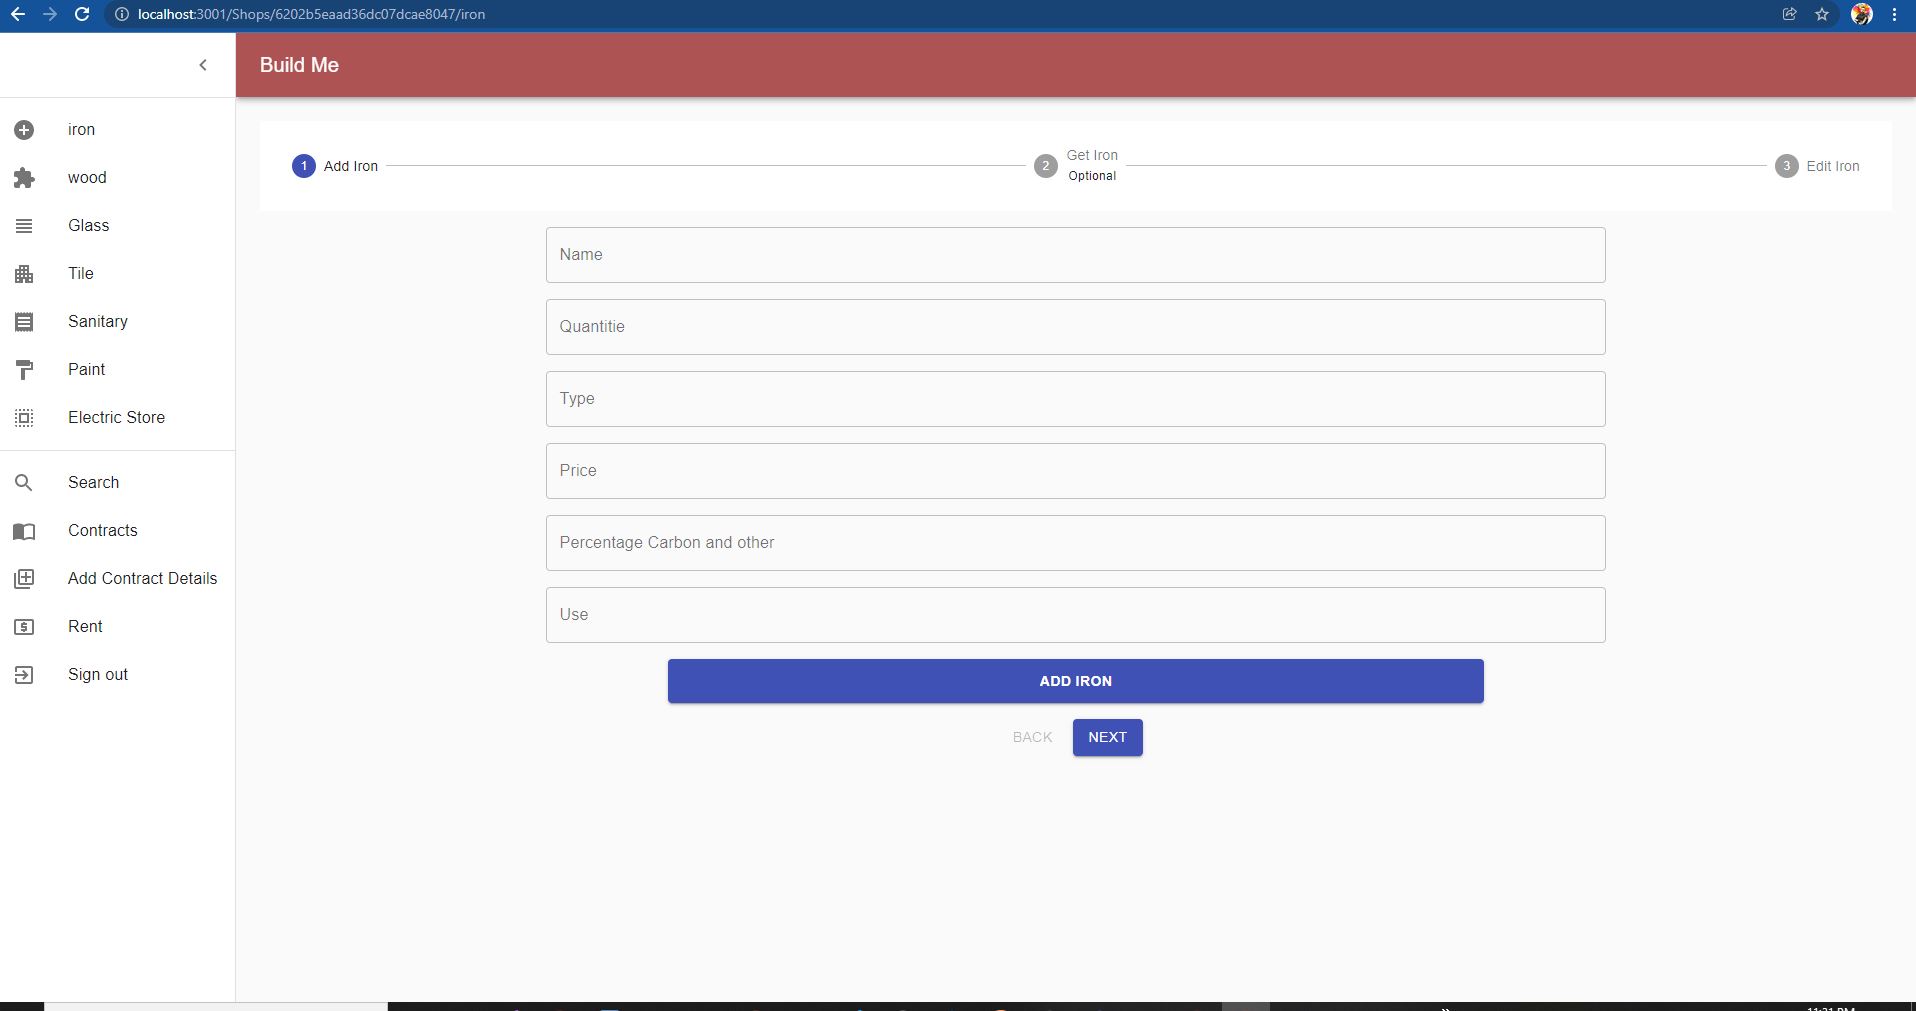 localhost:3001/Shops/6202b5eaad36dc07dcae8047/iron
Build Me
iron
wood
Glass
Tile
Sanitary
Paint
Electric Store
Search
Contracts
Add Contract Details
Rent
Sign out
1 Add Iron
2 Get Iron
Optional
3 Edit Iron
Name
Quantitie
Type
Price
Percentage Carbon and other
Use
ADD IRON
BACK NEXT